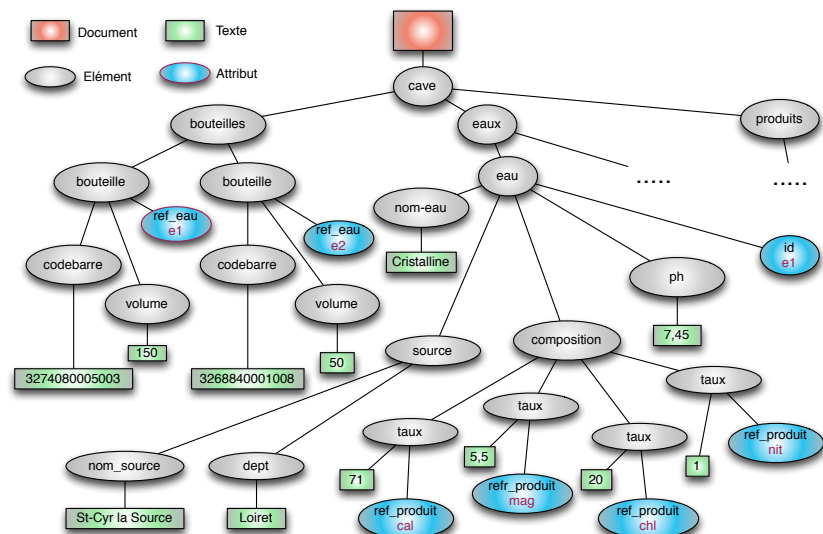 Document
Texte
Elément
Attribut
cave
bouteilles
eaux
produits
bouteille
bouteille
eau
.....
.....
ref_eau
e1
nom-eau
ref_eau
e2
id
e1
codebarre
codebarre
Cristalline
ph
volume
volume
7,45
150
50
source
composition
3274080005003
3268840001008
taux
taux
taux
taux
ref_produit
nit
nom_source
dept
71
5,5
20
1
refr_produit
mag
St-Cyr la Source
Loiret
ref_produit
cal
ref_produit
chl